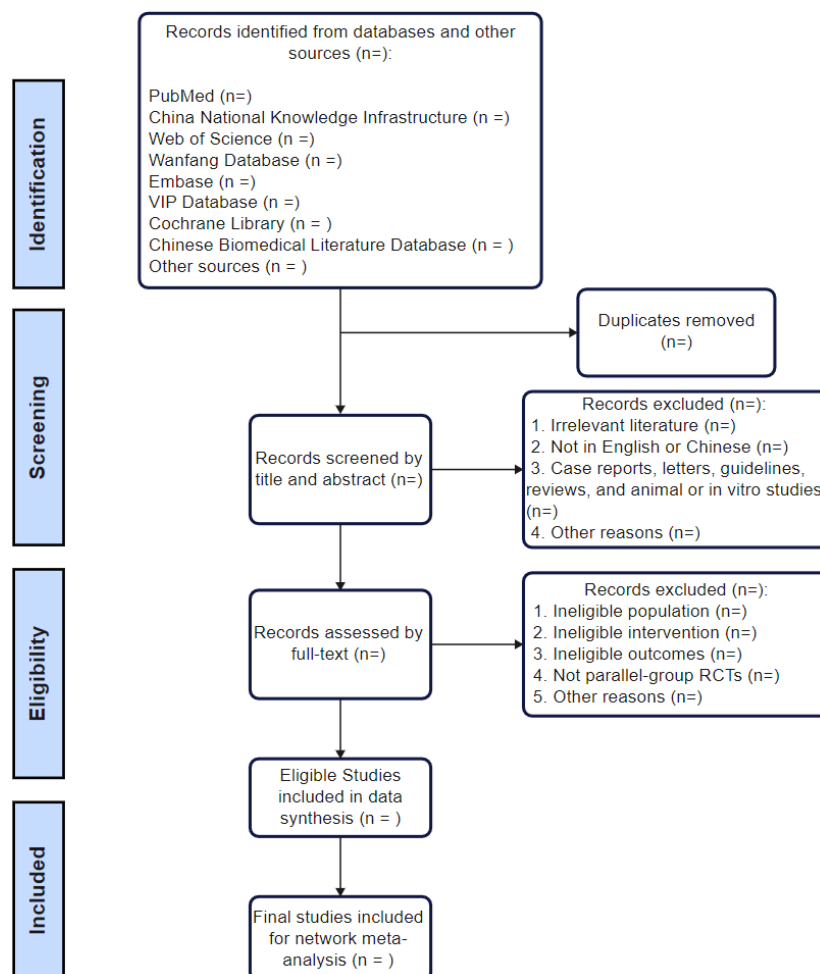 Records identified from databases and other
sources (n=):
PubMed (n=)
China National Knowledge Infrastructure (n =)
Web of Science (n =)
Wanfang Database (n =)
Embase (n =)
VIP Database (n =)
Cochrane Library (n = )
Chinese Biomedical Literature Database (n = )
Other sources (n = )
Identification
Duplicates removed
(n=)
Screening
Records screened by
title and abstract (n=)
Records excluded (n=):
1. Irrelevant literature (n=)
2. Not in English or Chinese (n=)
3. Case reports, letters, guidelines,
reviews, and animal or in vitro studies
(n=)
4. Other reasons (n=)
Eligibility
Records assessed by
full-text (n=)
Records excluded (n=):
1. Ineligible population (n=)
2. Ineligible intervention (n=)
3. Ineligible outcomes (n=)
4. Not parallel-group RCTs (n=)
5. Other reasons (n=)
Eligible Studies
included in data
synthesis (n = )
Included
Final studies included
for network meta-
analysis (n = )